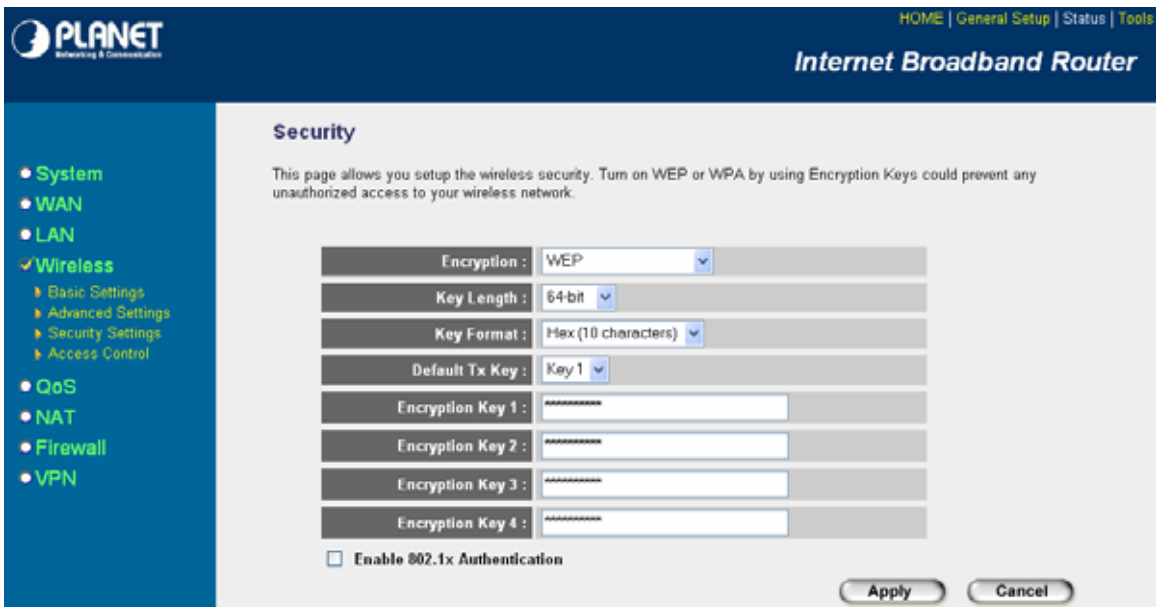 HOME | General Setup | Status | Tools
PLANET
Networking & Communication
Internet Broadband Router
System
WAN
LAN
Wireless
Basic Settings
Advanced Settings
Security Settings
Access Control
QoS
NAT
Firewall
VPN
Security
This page allows you setup the wireless security. Turn on WEP or WPA by using Encryption Keys could prevent any
unauthorized access to your wireless network.
Encryption : WEP
Key Length : 64-bit
Key Format : Hex (10 characters)
Default Tx Key : Key 1
Encryption Key 1 : **********
Encryption Key 2 : **********
Encryption Key 3 : **********
Encryption Key 4 : **********
Enable 802.1x Authentication
Apply Cancel